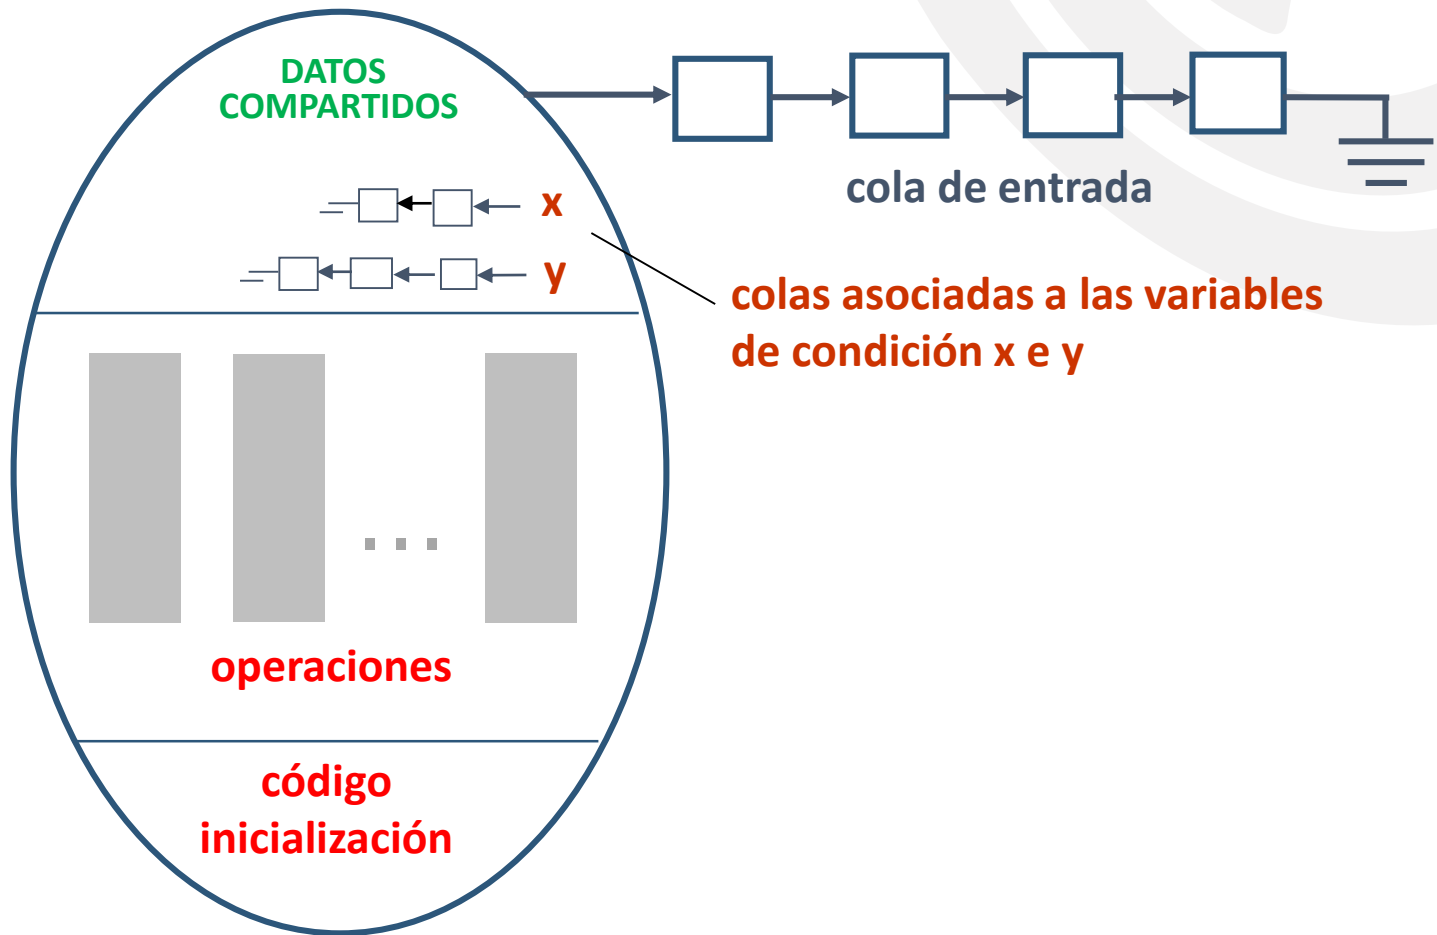 DATOS
COMPARTIDOS
cola de entrada
x
y
colas asociadas a las variables
de condición x e y
...
operaciones
código
inicialización